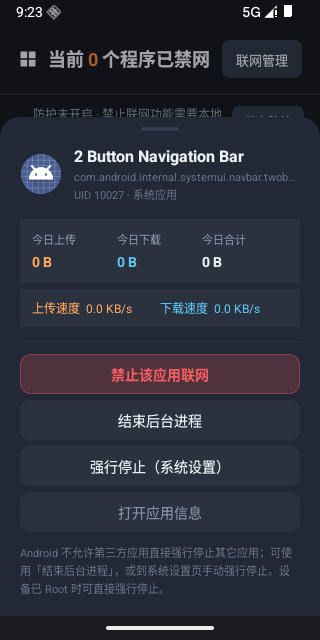 9:23
5G
当前 0 个程序已禁网
联网管理
防护未开启 · 禁止联网功能需要本地
2 Button Navigation Bar
com.android.internal.systemui.navbar.twob…
UID 10027 · 系统应用
今日上传 今日下载 今日合计
0 B 0 B 0 B
上传速度 0.0 KB/s 下载速度 0.0 KB/s
禁止该应用联网
结束后台进程
强行停止（系统设置）
打开应用信息
Android 不允许第三方应用直接强行停止其它应用；可使
用「结束后台进程」，或到系统设置页手动强行停止。设
备已 Root 时可直接强行停止。